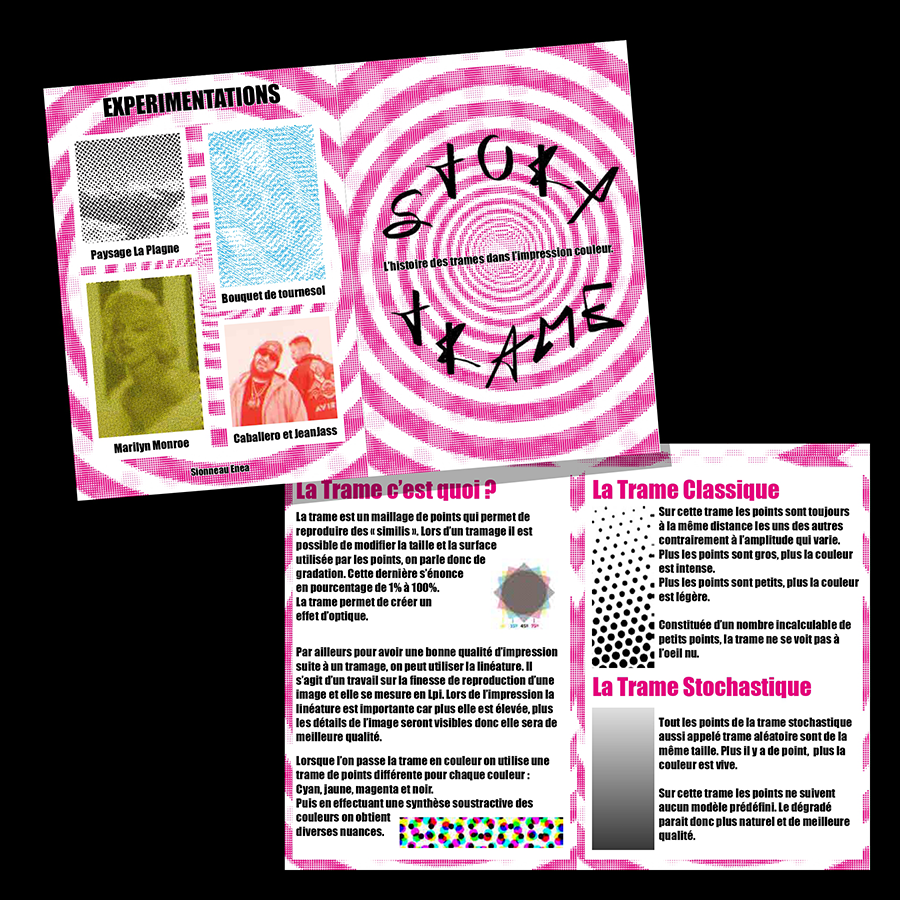 EXPERIMENTATIONS
Paysage La Plagne
Bouquet de tournesol
Marilyn Monroe
Caballero et JeanJass
Sionneau Enea
STORY
L'histoire des trames dans l'impression couleur.
TRAME
La Trame c'est quoi ?
La trame est un maillage de points qui permet de
reproduire des « similis ». Lors d'un tramage il est
possible de modifier la taille et la surface
utilisée par les points, on parle donc de
gradation. Cette dernière s'énonce
en pourcentage de 1% à 100%.
La trame permet de créer un
effet d'optique.
45° 75°
Par ailleurs pour avoir une bonne qualité d'impression
suite à un tramage, on peut utiliser la linéature. Il
s'agit d'un travail sur la finesse de reproduction d'une
image et elle se mesure en Lpi. Lors de l'impression la
linéature est importante car plus elle est élevée, plus
les détails de l'image seront visibles donc elle sera de
meilleure qualité.
Lorsque l'on passe la trame en couleur on utilise une
trame de points différente pour chaque couleur :
Cyan, jaune, magenta et noir.
Puis en effectuant une synthèse soustractive des
couleurs on obtient
diverses nuances.
La Trame Classique
Sur cette trame les points sont toujours
à la même distance les uns des autres
contrairement à l'amplitude qui varie.
Plus les points sont gros, plus la couleur
est intense.
Plus les points sont petits, plus la couleur
est légère.
Constituée d'un nombre incalculable de
petits points, la trame ne se voit pas à
l'oeil nu.
La Trame Stochastique
Tout les points de la trame stochastique
aussi appelé trame aléatoire sont de la
même taille. Plus il y a de point, plus la
couleur est vive.
Sur cette trame les points ne suivent
aucun modèle prédéfini. Le dégradé
parait donc plus naturel et de meilleure
qualité.